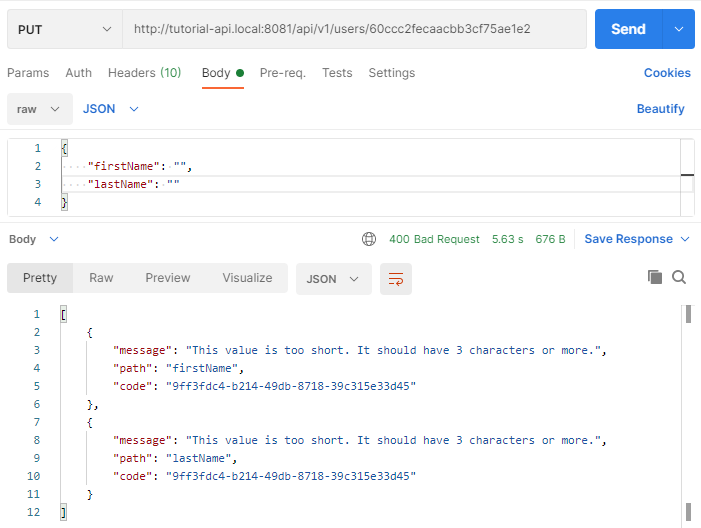 PUT http://tutorial-api.local:8081/api/v1/users/60ccc2fecaacbb3cf75ae1e2 Send
Params Auth Headers (10) Body Pre-req. Tests Settings Cookies
raw JSON Beautify
1 {
2 "firstName": "",
3 "lastName": ""
4 }
Body 400 Bad Request 5.63 s 676 B Save Response
Pretty Raw Preview Visualize JSON
1 [
2 {
3 "message": "This value is too short. It should have 3 characters or more.",
4 "path": "firstName",
5 "code": "9ff3fdc4-b214-49db-8718-39c315e33d45"
6 },
7 {
8 "message": "This value is too short. It should have 3 characters or more.",
9 "path": "lastName",
10 "code": "9ff3fdc4-b214-49db-8718-39c315e33d45"
11 }
12 ]